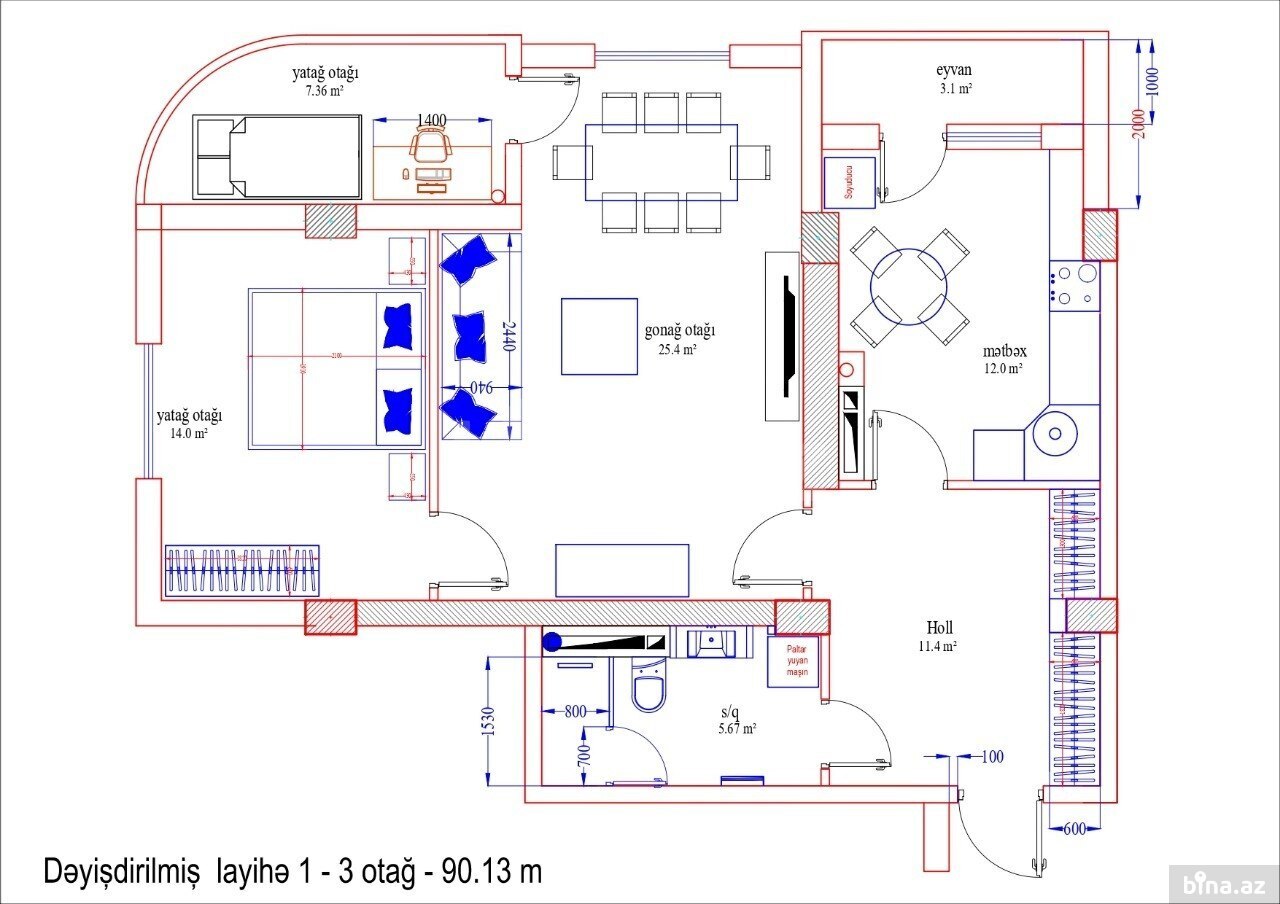 yatağ otağı
7.36 m²
eyvan
3.1 m²
1000
2000
1400
Soyuducu
2440
940
gonağ otağı
25.4 m²
mətbəx
12.0 m²
yatağ otağı
14.0 m²
2100
Holl
11.4 m²
Paltar
yuyan
maşın
s/q
5.67 m²
1530
800
700
100
600
Dəyişdirilmiş layihə 1 - 3 otağ - 90.13 m
bina.az